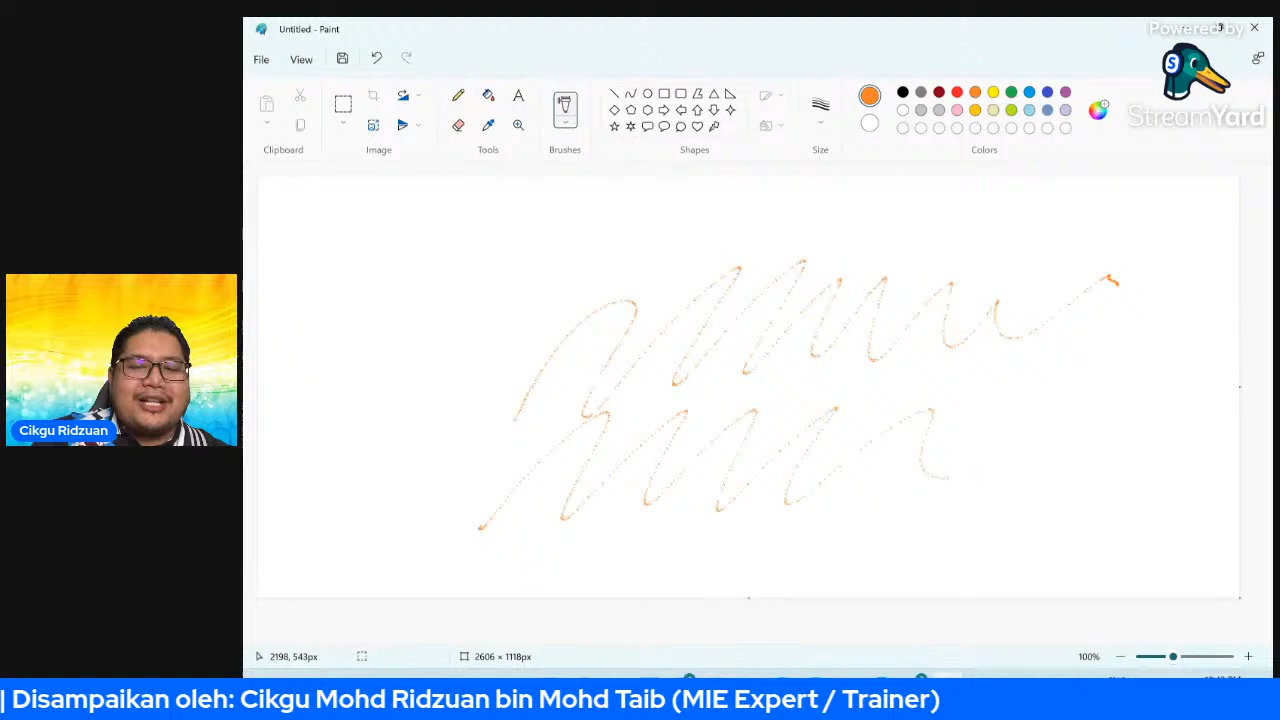 Untitled - Paint
Powered by
File View
StreamYard
Clipboard Image Tools Brushes Shapes Size Colors
Cikgu Ridzuan
2198, 543px 2606 × 1118px 100%
| Disampaikan oleh: Cikgu Mohd Ridzuan bin Mohd Taib (MIE Expert / Trainer)